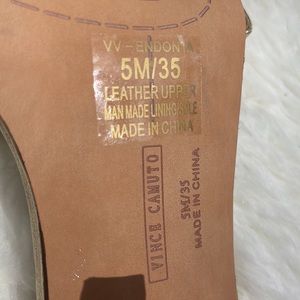 VV-ENDONTA
5M/35
LEATHER UPPER
MAN MADE LINING/SOLE
MADE IN CHINA
VINCE CAMUTO
5M/35
MADE IN CHINA